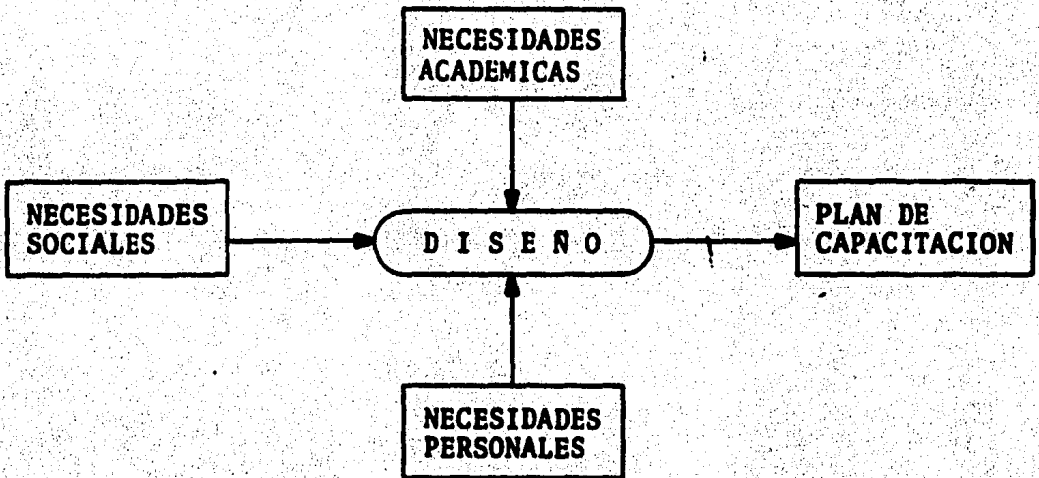 NECESIDADES
ACADEMICAS
NECESIDADES
SOCIALES
D I S E Ñ O
PLAN DE
CAPACITACION
NECESIDADES
PERSONALES